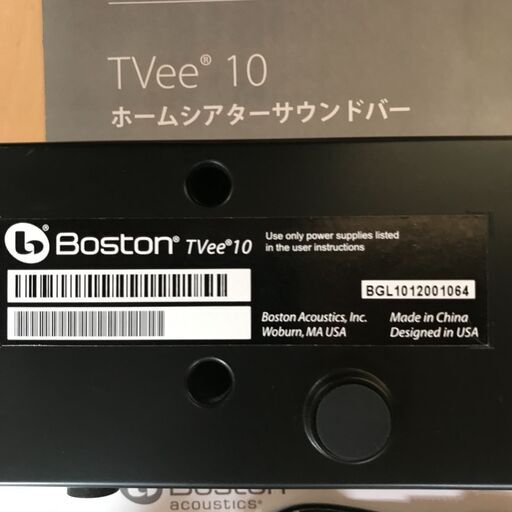 TVee® 10
ホームシアターサウンドバー
b Boston® TVee®10
Use only power supplies listed
in the user instructions
BGL1012001064
Boston Acoustics, Inc.
Woburn, MA USA
Made in China
Designed in USA
Boston
acoustics®